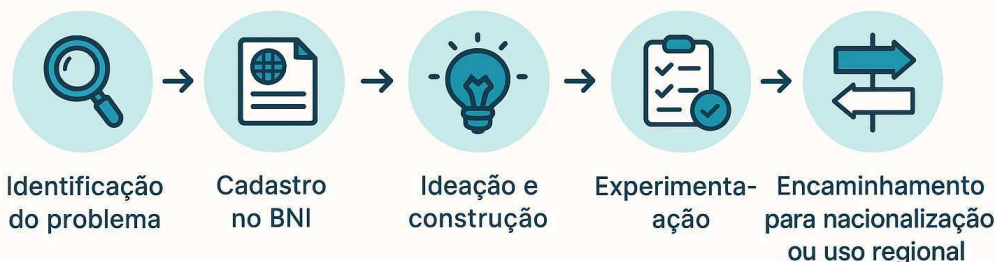 Identificação
do problema
Cadastro
no BNI
Ideação e
construção
Experimenta-
ação
Encaminhamento
para nacionalização
ou uso regional